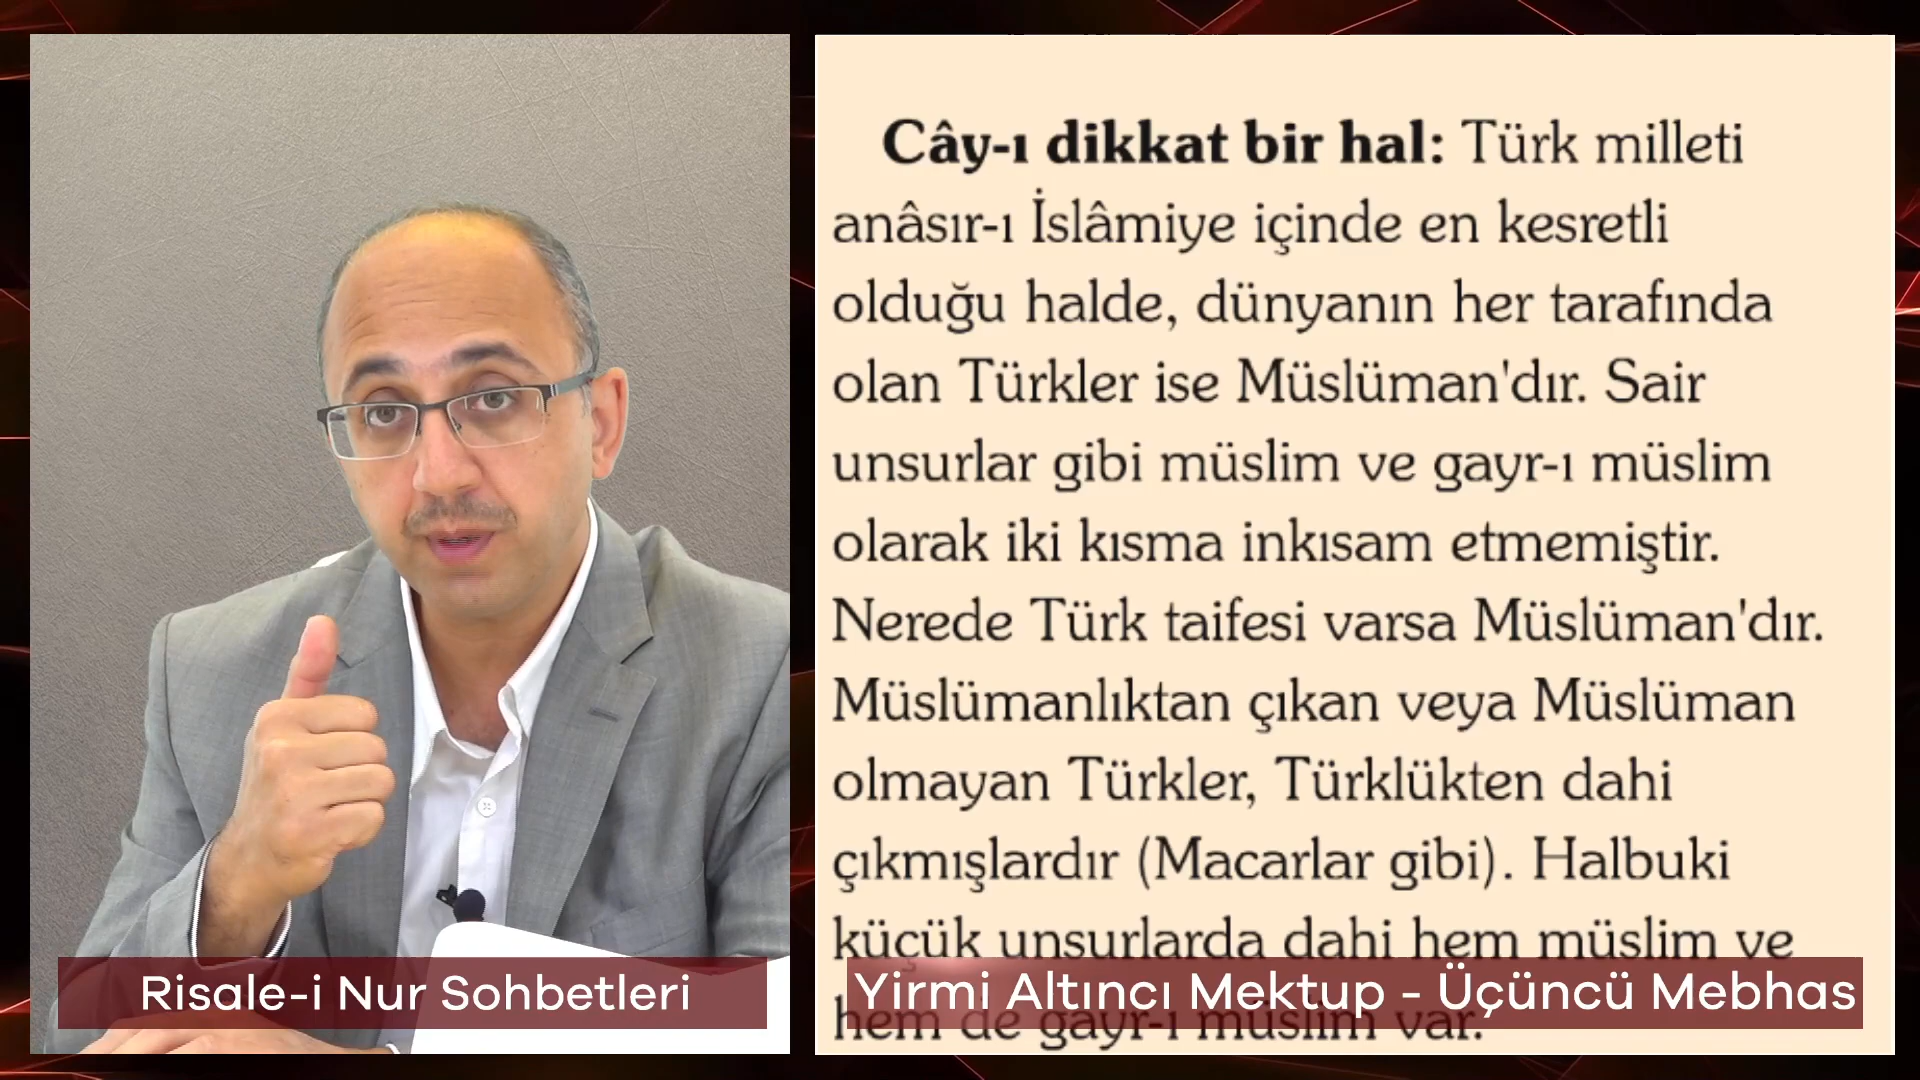 Cây-ı dikkat bir hal: Türk milleti
anâsır-ı İslâmiye içinde en kesretli
olduğu halde, dünyanın her tarafında
olan Türkler ise Müslüman'dır. Sair
unsurlar gibi müslim ve gayr-ı müslim
olarak iki kısma inkısam etmemiştir.
Nerede Türk taifesi varsa Müslüman'dır.
Müslümanlıktan çıkan veya Müslüman
olmayan Türkler, Türklükten dahi
çıkmışlardır (Macarlar gibi). Halbuki
küçük unsurlarda dahi hem müslim ve
hem de gayr-ı müslim var.
Risale-i Nur Sohbetleri
Yirmi Altıncı Mektup - Üçüncü Mebhas